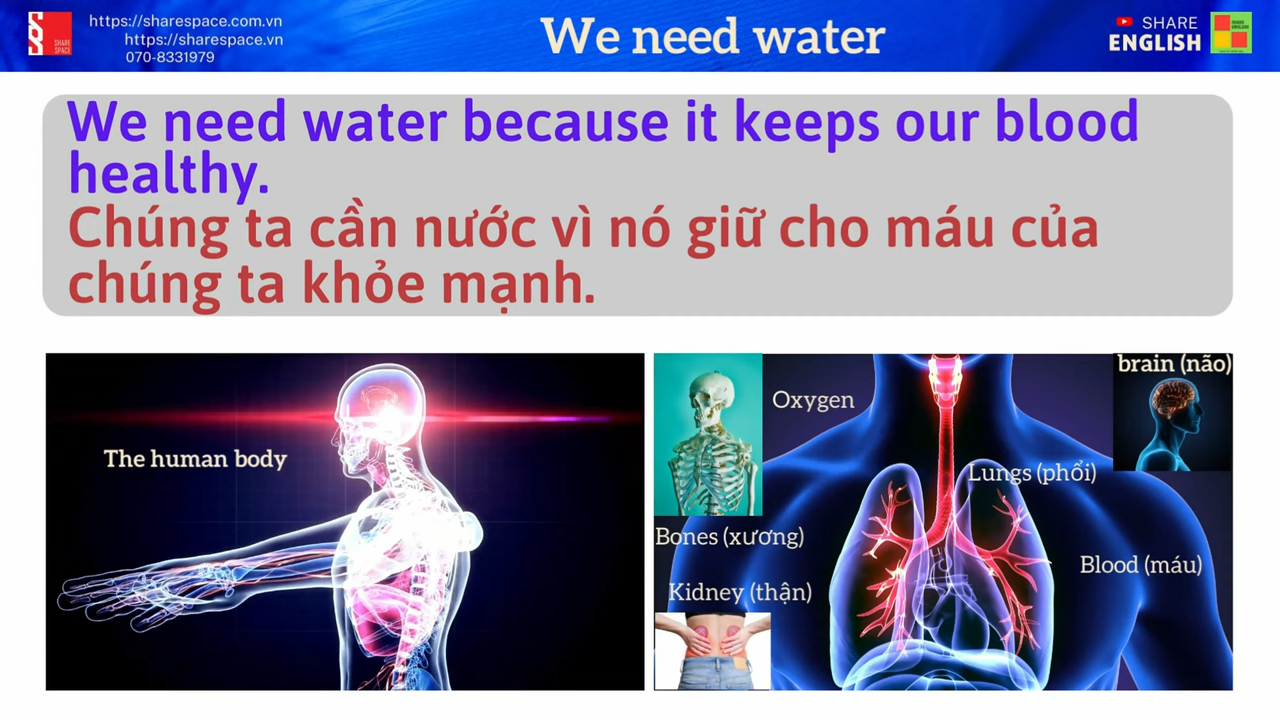 SHARE
SPACE
https://sharespace.com.vn
https://sharespace.vn
070-8331979
We need water
SHARE
ENGLISH
We need water because it keeps our blood
healthy.
Chúng ta cần nước vì nó giữ cho máu của
chúng ta khỏe mạnh.
The human body
Oxygen
brain (não)
Lungs (phổi)
Bones (xương)
Blood (máu)
Kidney (thận)